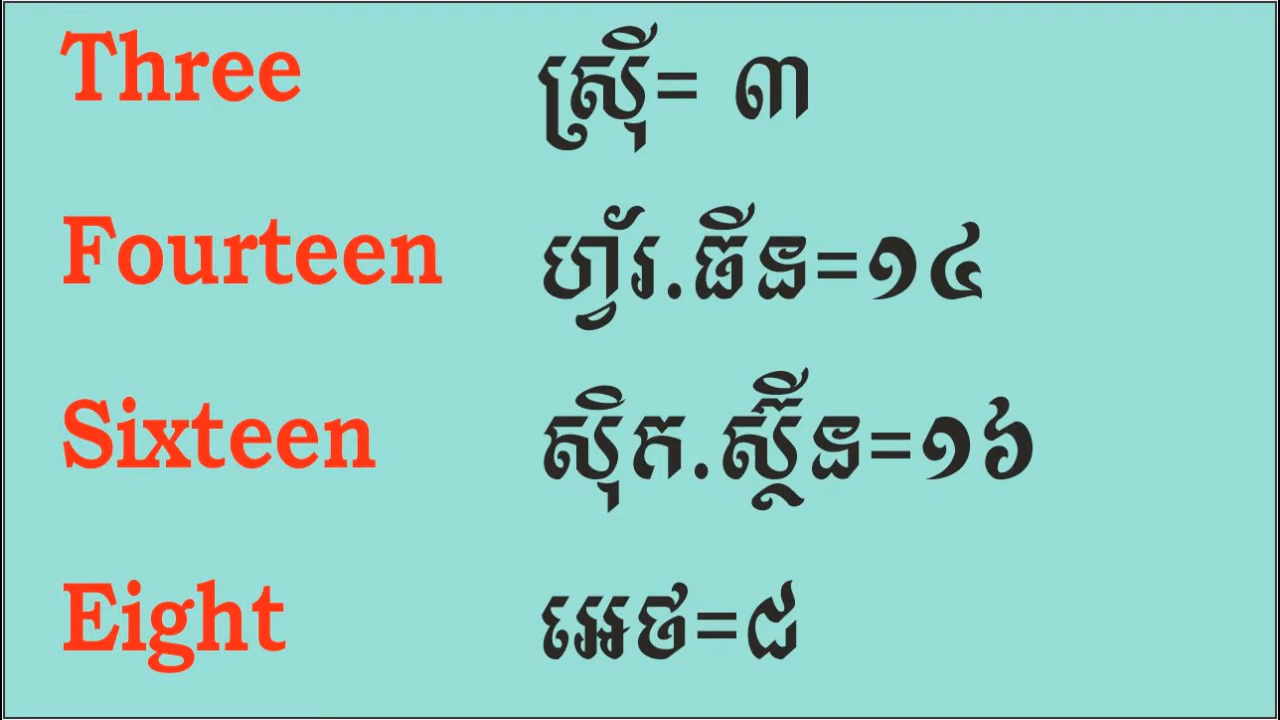 Three ស្រ៊ី= ៣
Fourteen ហ្វ័រ.ធីន=១៤
Sixteen ស៊ិក.ស្ថ៊ីន=១៦
Eight អេថ=៨